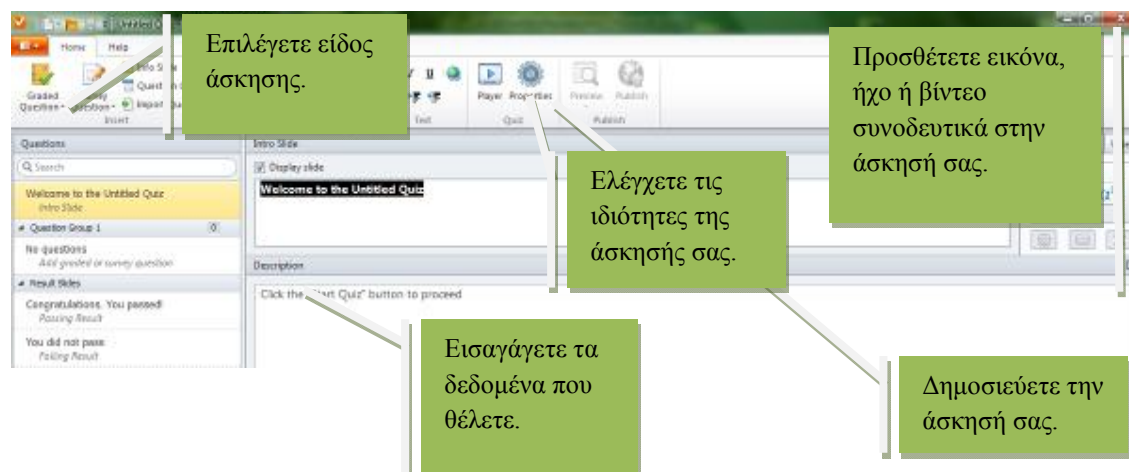 Untitled Q
Home Help
Επιλέγετε είδος
άσκησης.
Προσθέτετε εικόνα,
ήχο ή βίντεο
συνοδευτικά στην
άσκησή σας.
Graded
Question
Import
Insert
Text
Player Properties
Quiz
Preview Publish
Publish
Questions
Search
Welcome to the Untitled Quiz
Intro Slide
Question Group 1 0
No questions
Add graded or survey question
Result Slides
Congratulations. You passed!
Passing Result
You did not pass
Failing Result
Intro Slide
Display slide
Welcome to the Untitled Quiz
Description
Click the "Start Quiz" button to proceed
Ελέγχετε τις
ιδιότητες της
άσκησής σας.
Εισαγάγετε τα
δεδομένα που
θέλετε.
Δημοσιεύετε την
άσκησή σας.